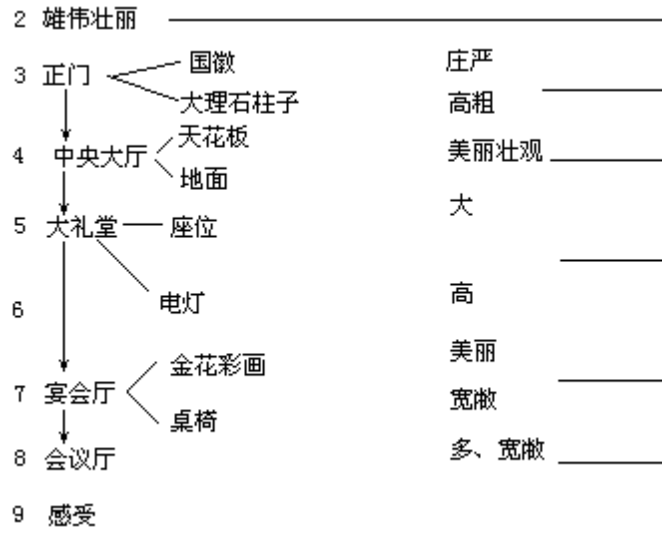 2 雄伟壮丽
国徽 庄严
3 正门
大理石柱子 高粗
天花板
4 中央大厅 美丽壮观
地面
大
5 大礼堂 座位
电灯 高
6
金花彩画 美丽
7 宴会厅 宽敞
桌椅
8 会议厅 多、宽敞
9 感受